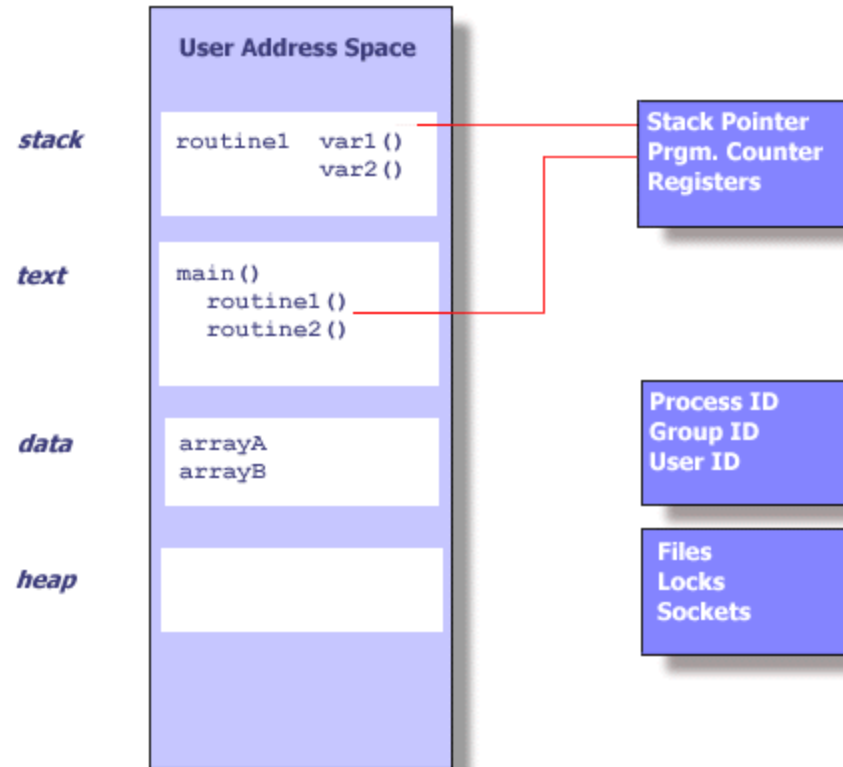 User Address Space
stack
routine1 var1()
var2()
text
main()
routine1()
routine2()
data
arrayA
arrayB
heap
Stack Pointer
Prgm. Counter
Registers
Process ID
Group ID
User ID
Files
Locks
Sockets